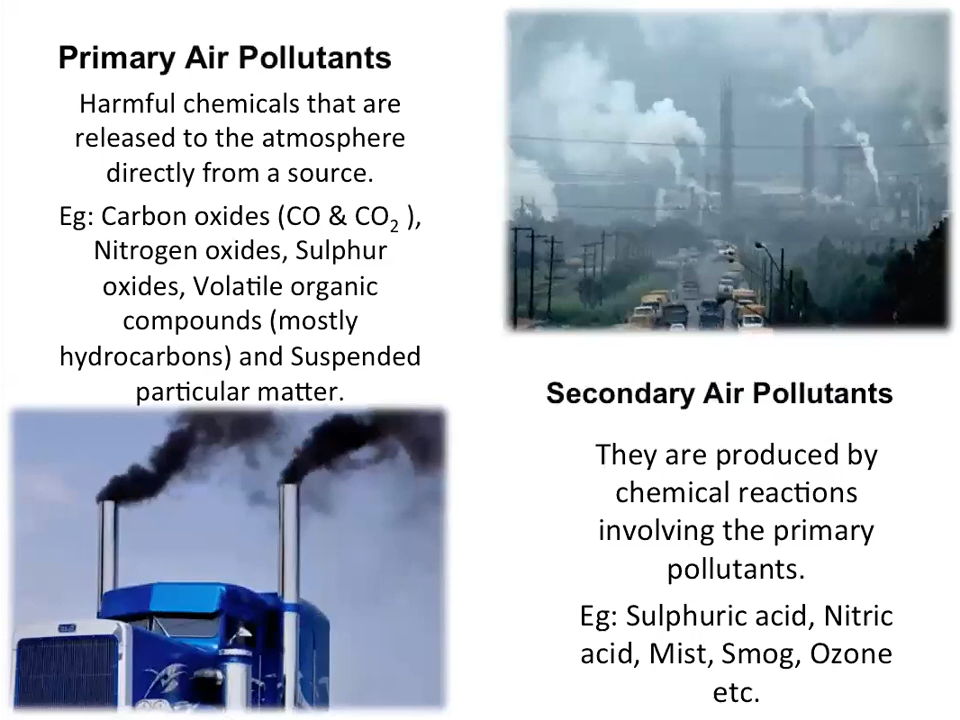 Primary Air Pollutants
Harmful chemicals that are
released to the atmosphere
directly from a source.
Eg: Carbon oxides (CO & CO₂ ),
Nitrogen oxides, Sulphur
oxides, Volatile organic
compounds (mostly
hydrocarbons) and Suspended
particular matter.
Secondary Air Pollutants
They are produced by
chemical reactions
involving the primary
pollutants.
Eg: Sulphuric acid, Nitric
acid, Mist, Smog, Ozone
etc.